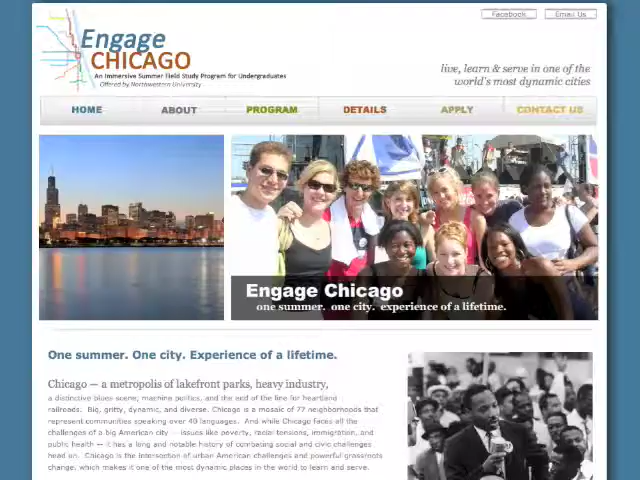 Facebook Email Us
Engage
CHICAGO
An Immersive Summer Field Study Program for Undergraduates
Offered by Northwestern University
live, learn & serve in one of the
world's most dynamic cities
HOME ABOUT PROGRAM DETAILS APPLY CONTACT US
Engage Chicago
one summer. one city. experience of a lifetime.
One summer. One city. Experience of a lifetime.
Chicago — a metropolis of lakefront parks, heavy industry,
a distinctive blues scene, machine politics, and the end of the line for heartland
railroads. Big, gritty, dynamic, and diverse. Chicago is a mosaic of 77 neighborhoods that
represent communities speaking over 40 languages. And while Chicago faces all the
challenges of a big American city -- issues like poverty, racial tensions, immigration, and
public health -- it has a long and notable history of combating social and civic challenges
head on. Chicago is the intersection of urban American challenges and powerful grassroots
change, which makes it one of the most dynamic places in the world to learn and serve.